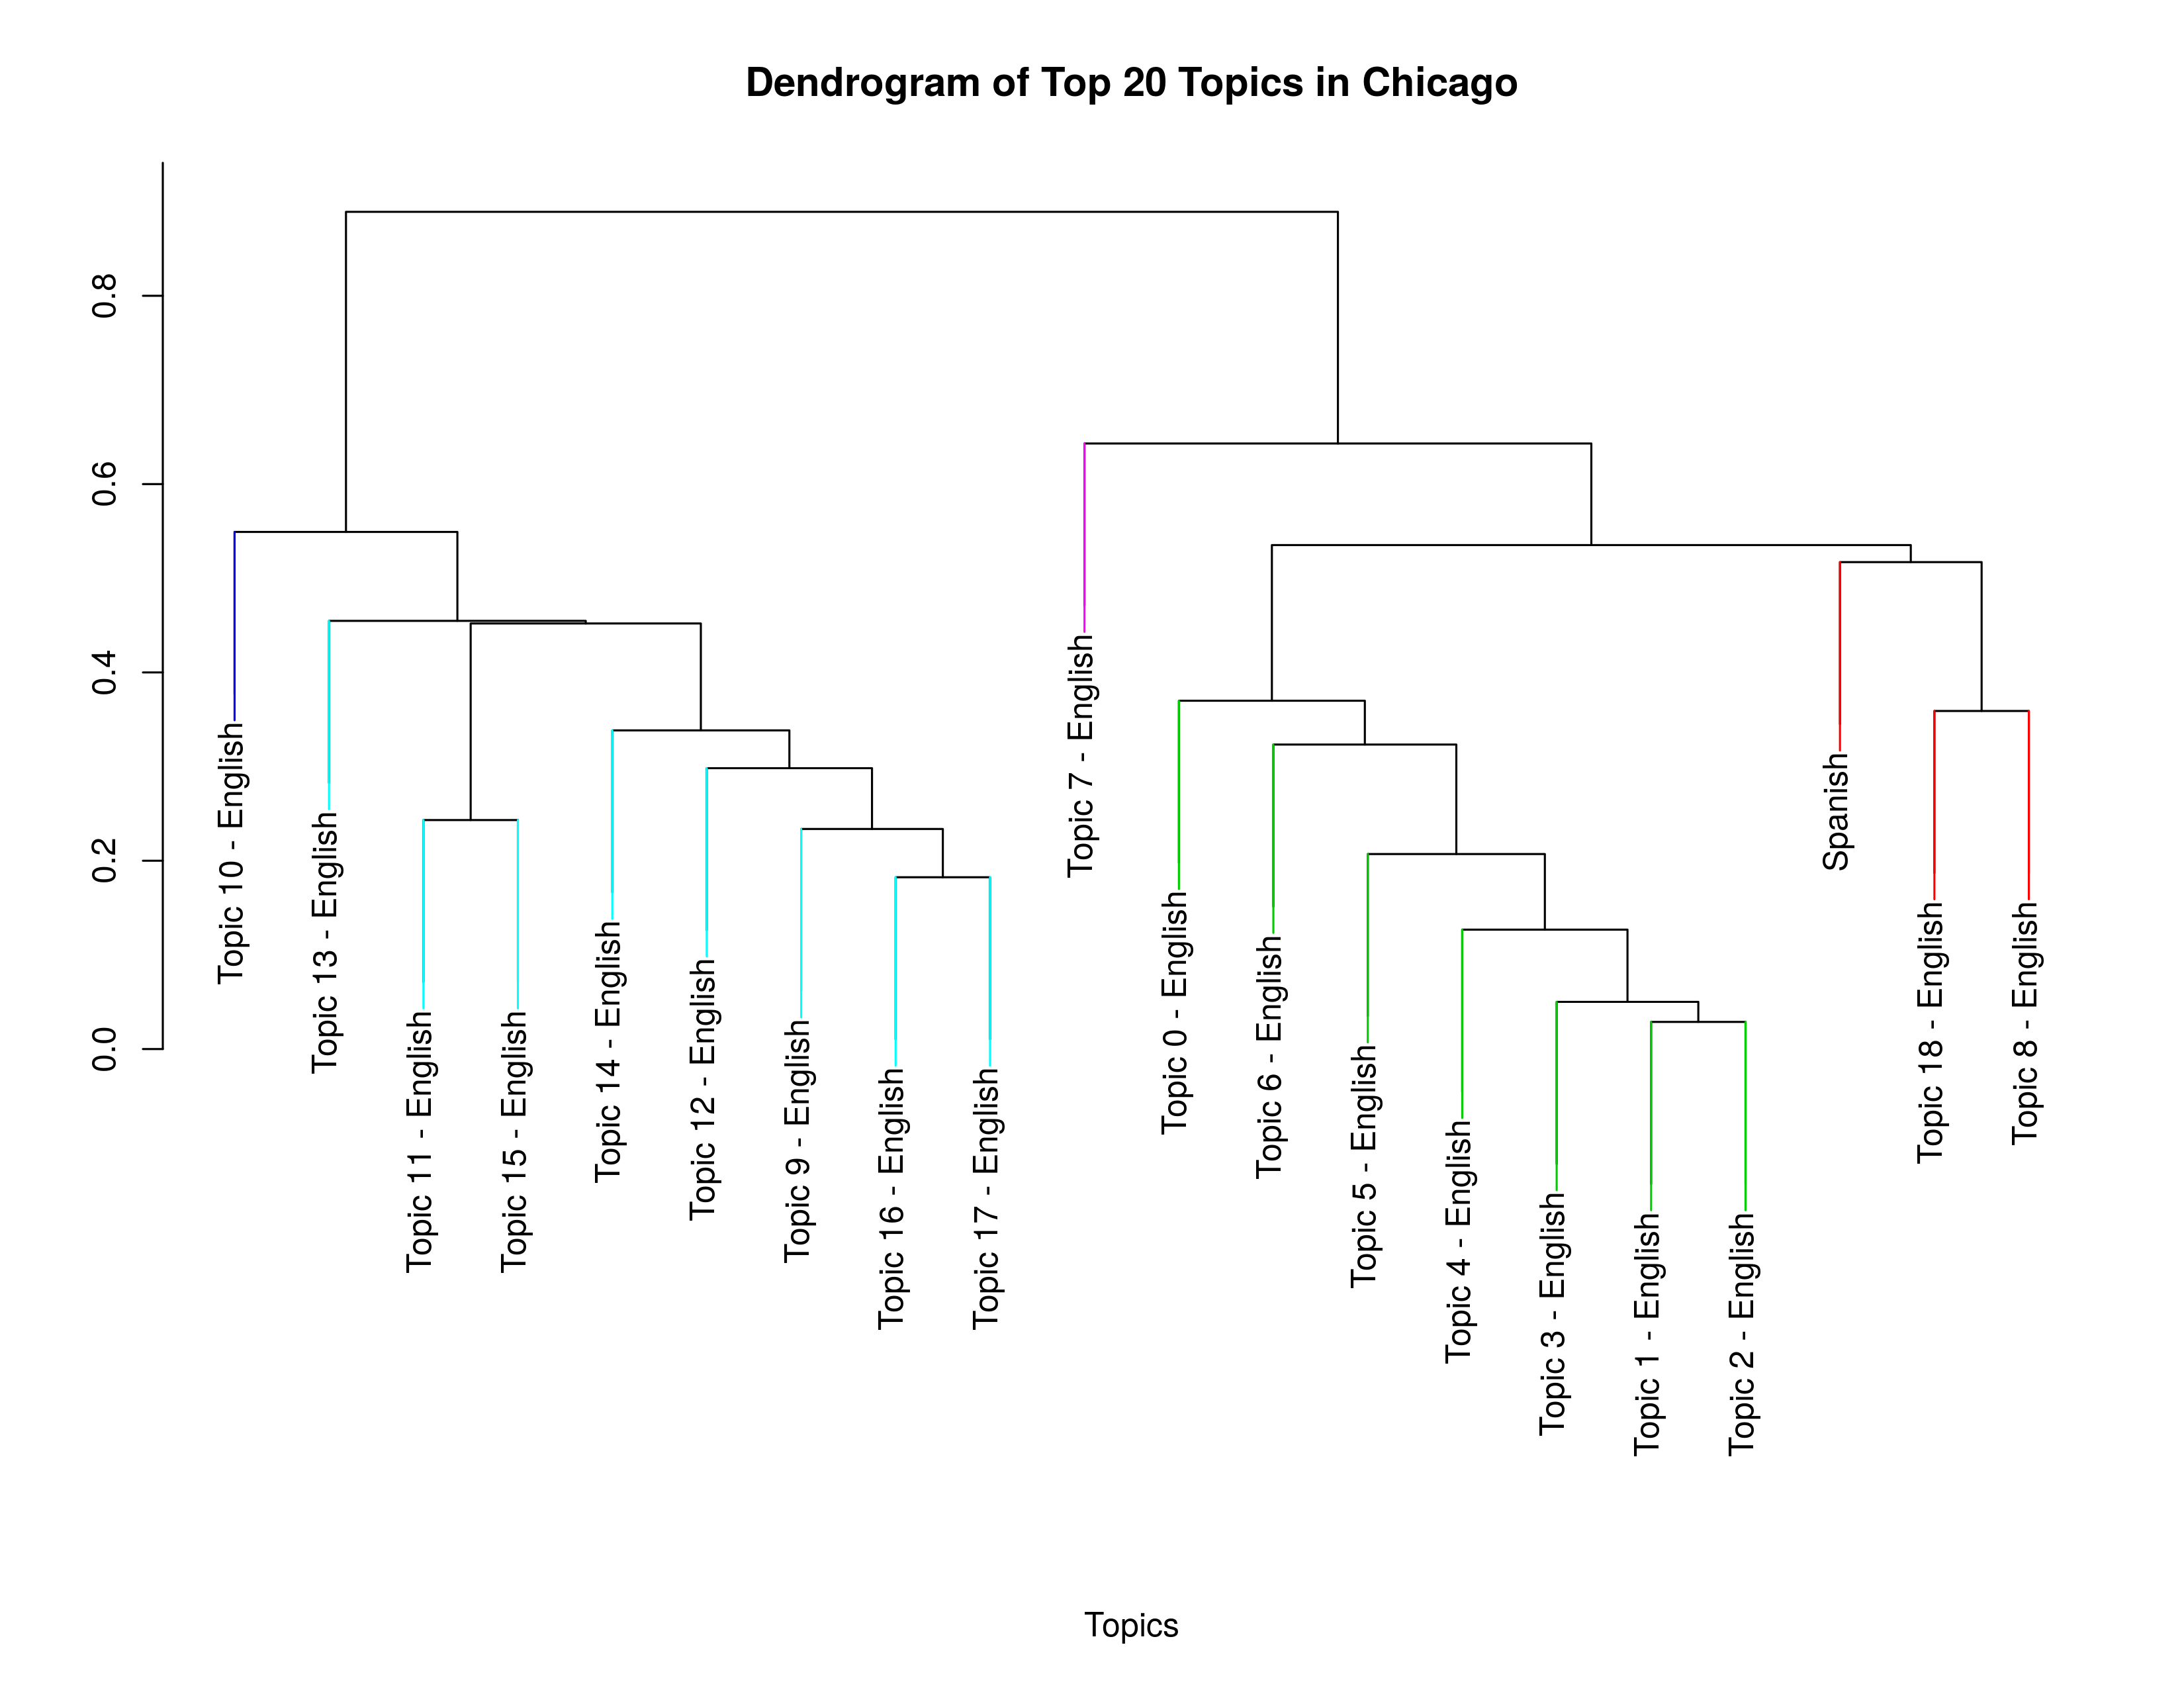 Dendrogram of Top 20 Topics in Chicago
0.8
0.6
0.4
0.2
0.0
Topic 10 - English
Topic 13 - English
Topic 11 - English
Topic 15 - English
Topic 14 - English
Topic 12 - English
Topic 9 - English
Topic 16 - English
Topic 17 - English
Topic 7 - English
Topic 0 - English
Topic 6 - English
Topic 5 - English
Topic 4 - English
Topic 3 - English
Topic 1 - English
Topic 2 - English
Spanish
Topic 18 - English
Topic 8 - English
Topics